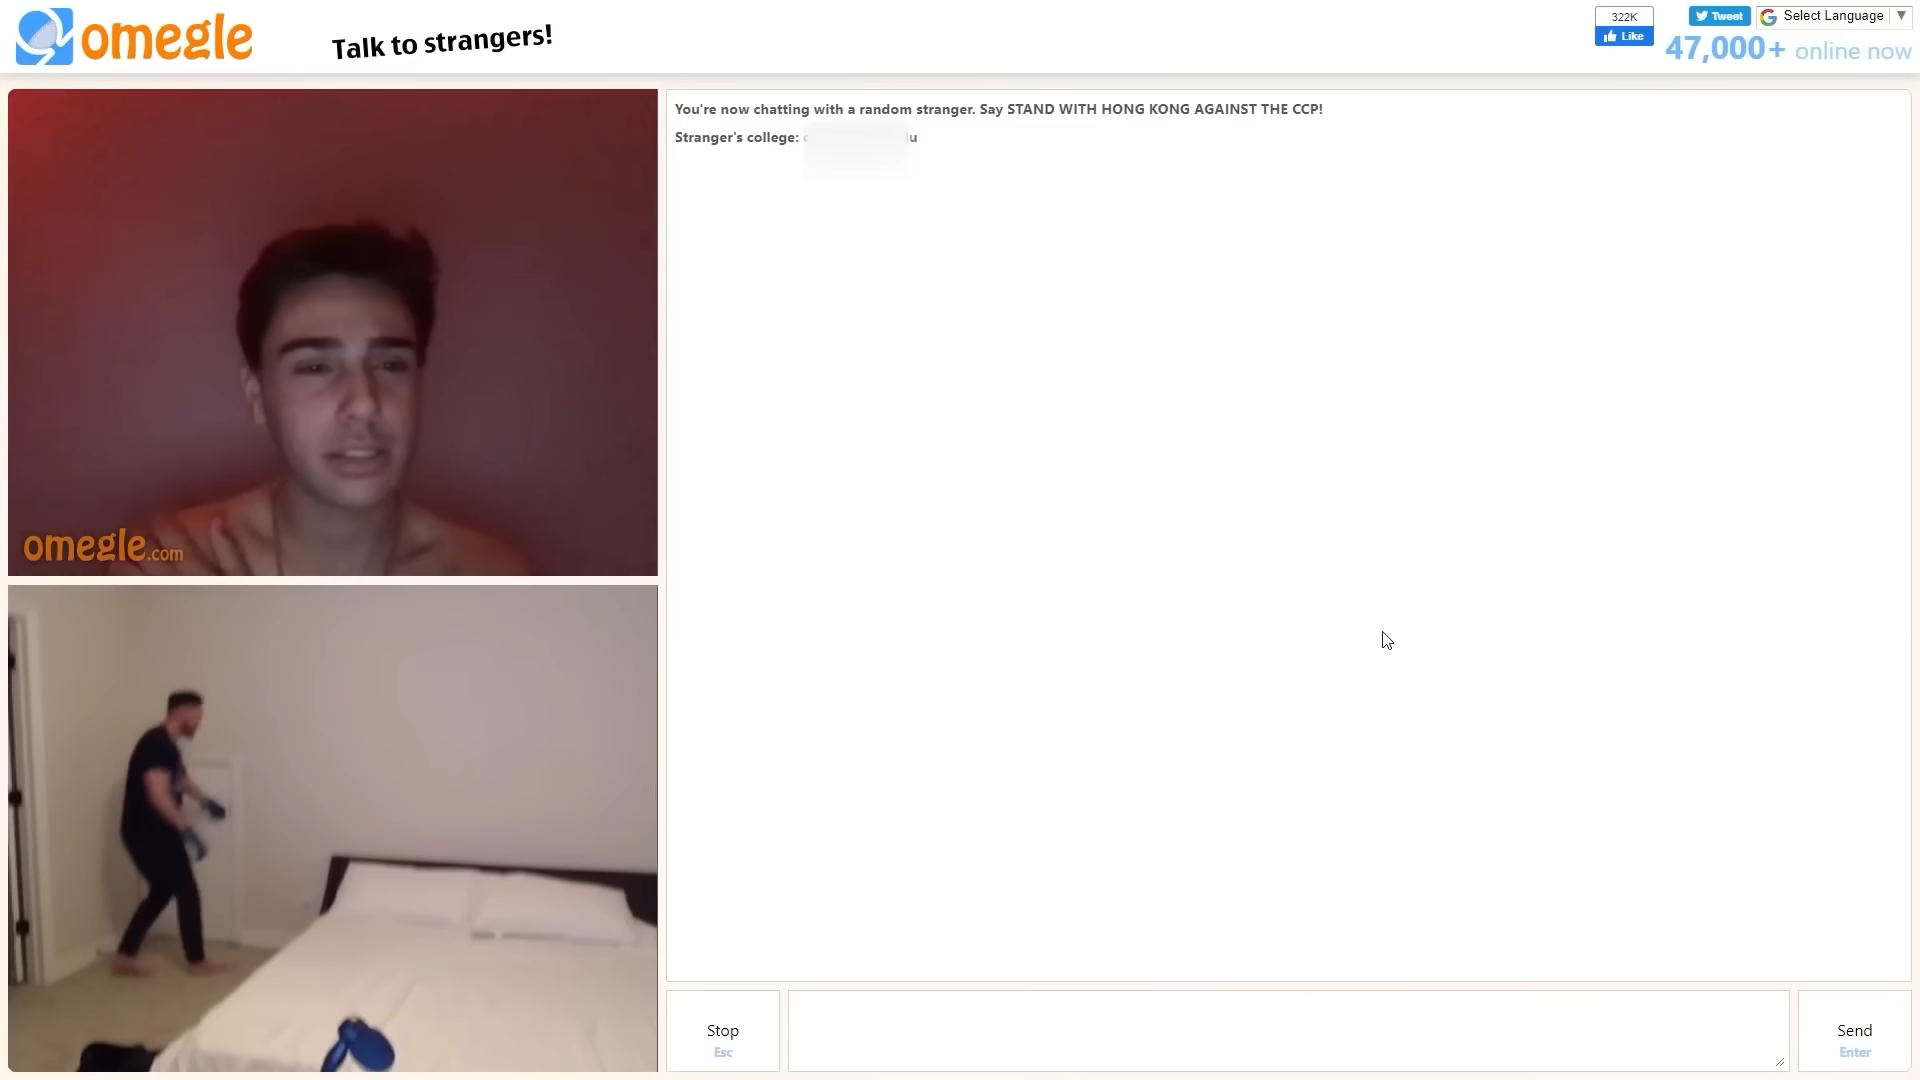 omegle
Talk to strangers!
322K
Like
Tweet
Select Language
47,000+ online now
You're now chatting with a random stranger. Say STAND WITH HONG KONG AGAINST THE CCP!
Stranger's college:
omegle.com
Stop
Esc
Send
Enter